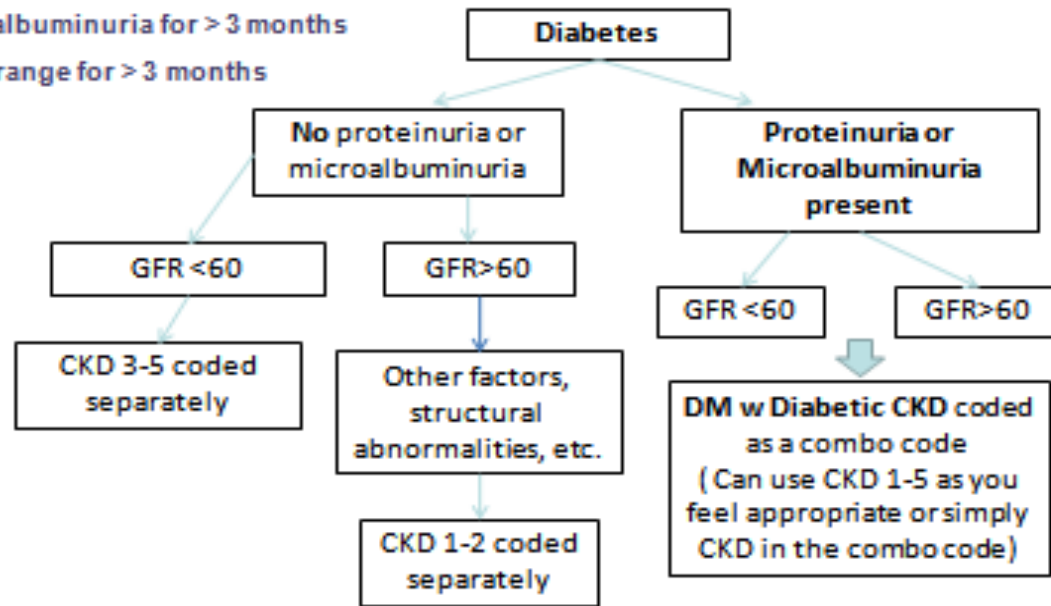 albuminuria for > 3 months
range for > 3 months
Diabetes
No proteinuria or
microalbuminuria
Proteinuria or
Microalbuminuria
present
GFR <60
GFR>60
GFR <60
GFR>60
CKD 3-5 coded
separately
Other factors,
structural
abnormalities, etc.
DM w Diabetic CKD coded
as a combo code
( Can use CKD 1-5 as you
feel appropriate or simply
CKD in the combo code)
CKD 1-2 coded
separately